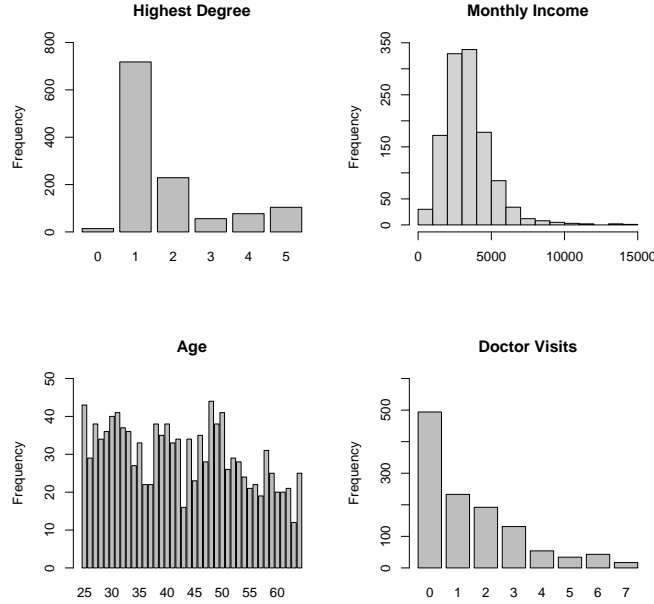 Highest Degree
Frequency
0 200 400 600 800
0 1 2 3 4 5
Monthly Income
Frequency
0 50 150 250 350
0 5000 10000 15000
Age
Frequency
0 10 20 30 40 50
25 30 35 40 45 50 55 60
Doctor Visits
Frequency
0 100 300 500
0 1 2 3 4 5 6 7